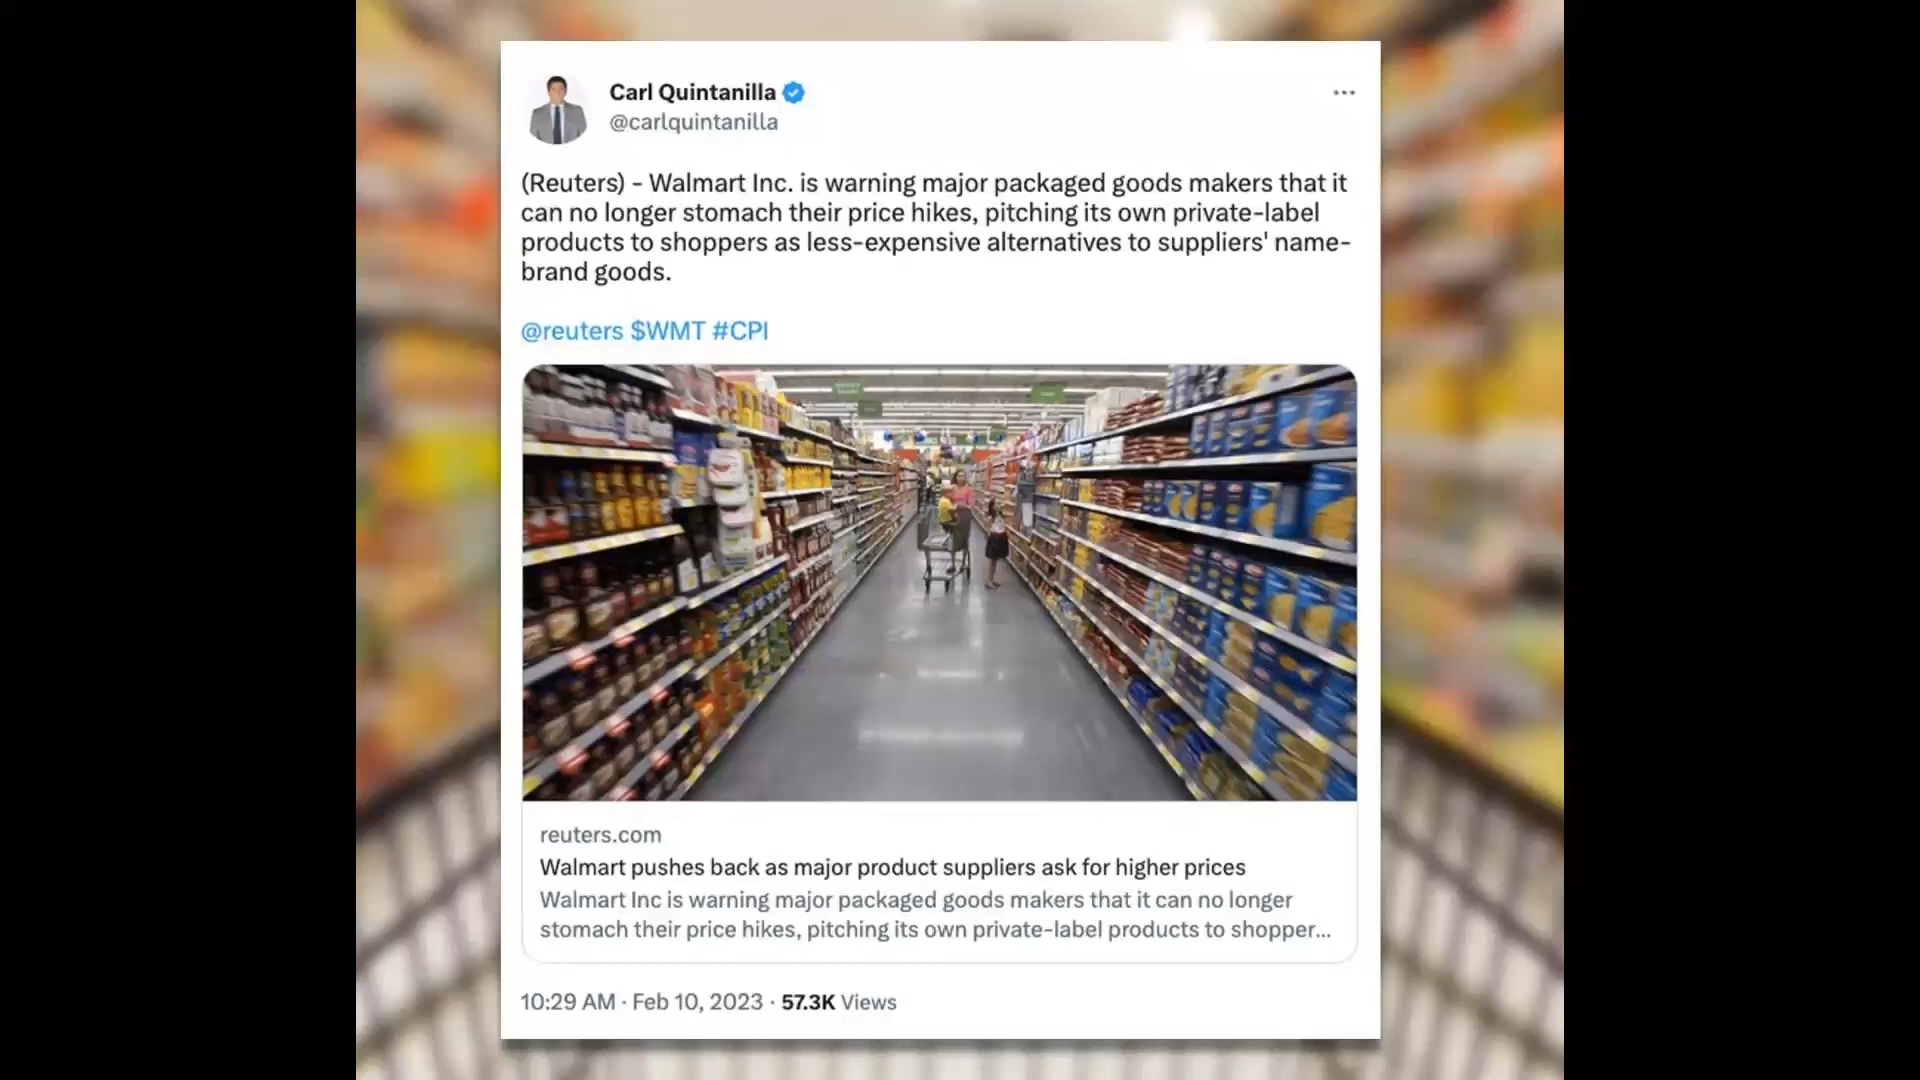 Carl Quintanilla
@carlquintanilla
(Reuters) - Walmart Inc. is warning major packaged goods makers that it
can no longer stomach their price hikes, pitching its own private-label
products to shoppers as less-expensive alternatives to suppliers' name-
brand goods.
@reuters $WMT #CPI
reuters.com
Walmart pushes back as major product suppliers ask for higher prices
Walmart Inc is warning major packaged goods makers that it can no longer
stomach their price hikes, pitching its own private-label products to shopper...
10:29 AM · Feb 10, 2023 · 57.3K Views